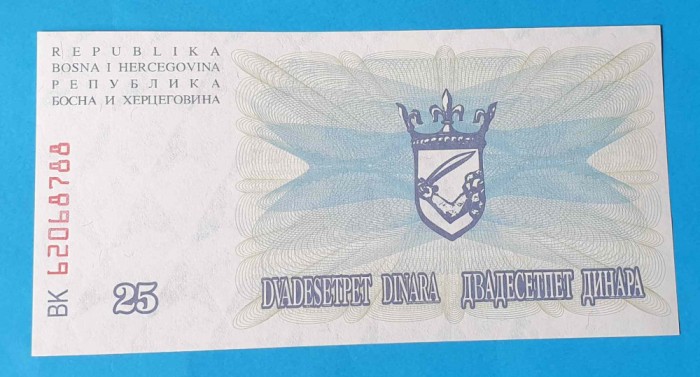 REPUBLIKA
BOSNA I HERCEGOVINA
РЕПУБЛИКА
БОСНА И ХЕРЦЕГОВИНА
BK 62068788
25
DVADESETPET DINARA ДВАДЕСЕТПЕТ ДИНАРА